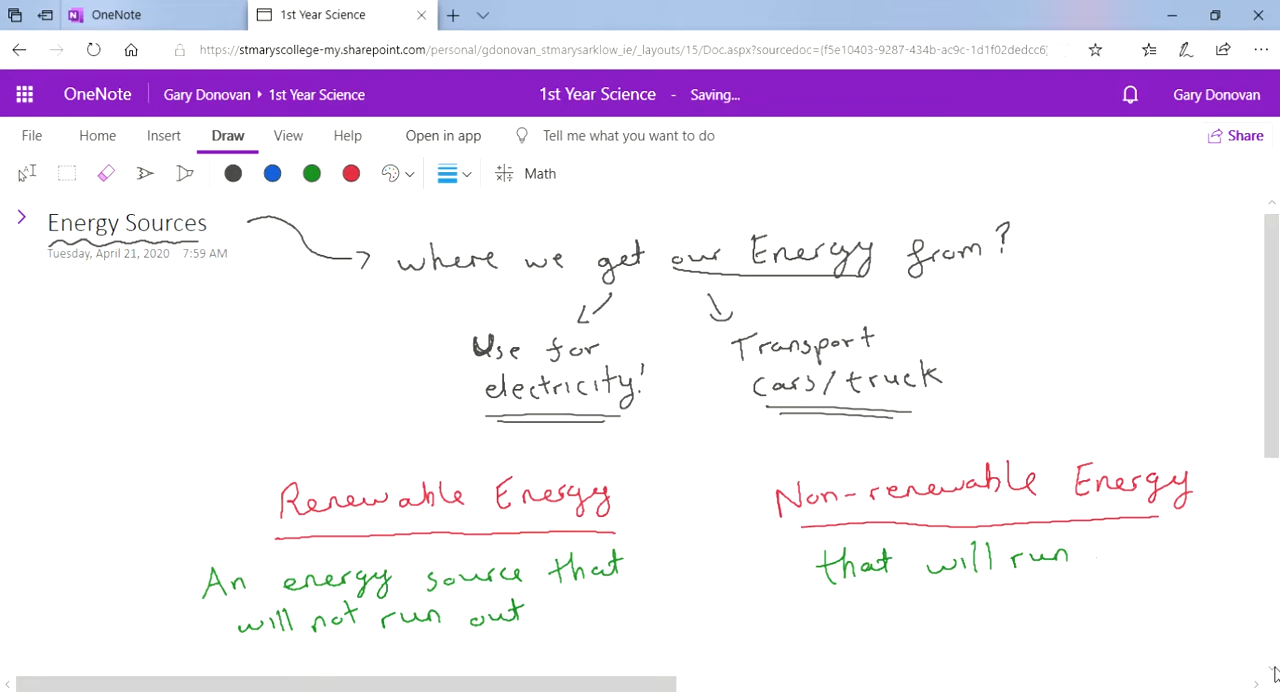 OneNote
1st Year Science
https://stmaryscollege-my.sharepoint.com/personal/gdonovan_stmarysarklow_ie/_layouts/15/Doc.aspx?sourcedoc={f5e10403-9287-434b-ac9c-1d1f02dedcc6}
OneNote Gary Donovan 1st Year Science 1st Year Science - Saving... Gary Donovan
File Home Insert Draw View Help Open in app Tell me what you want to do Share
Math
Energy Sources
Tuesday, April 21, 2020 7:59 AM
where we get our Energy from?
Use for
electricity!
Transport
cars/truck
Renewable Energy
An energy source that
will not run out
Non-renewable Energy
that will run